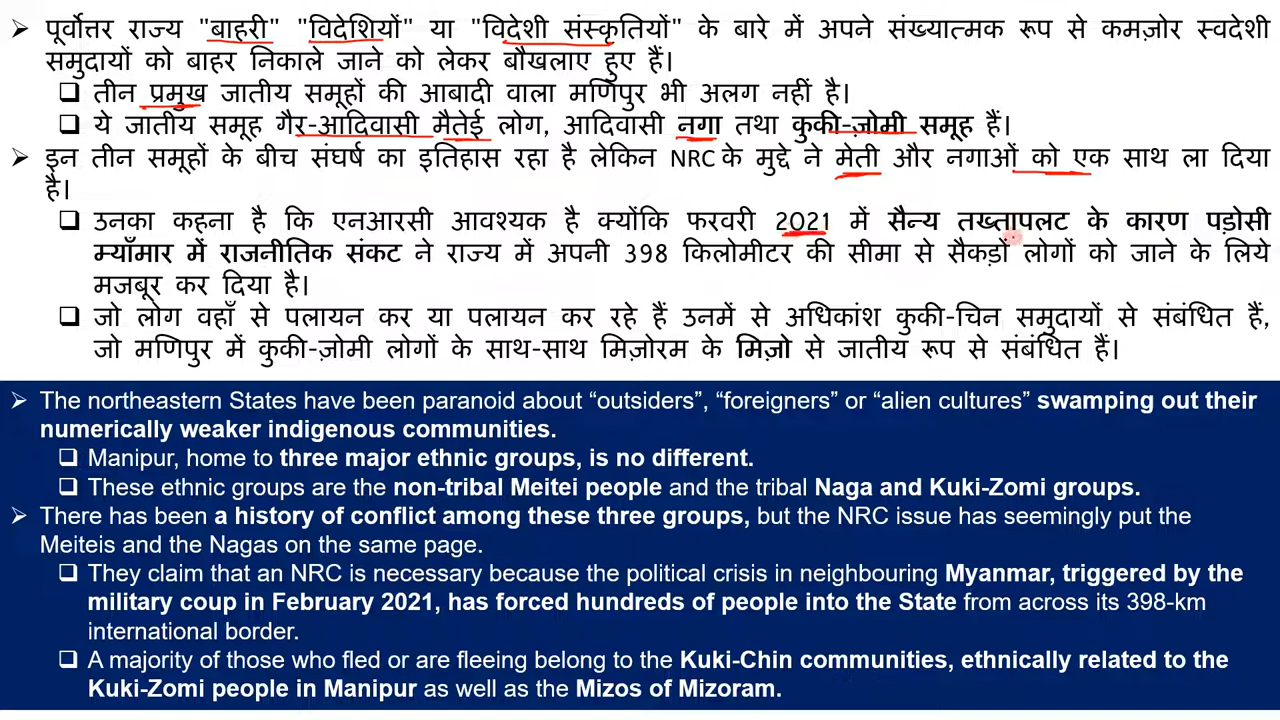 ➢ पूर्वोत्तर राज्य "बाहरी" "विदेशियों" या "विदेशी संस्कृतियों" के बारे में अपने संख्यात्मक रूप से कमज़ोर स्वदेशी
समुदायों को बाहर निकाले जाने को लेकर बौखलाए हुए हैं।
❑ तीन प्रमुख जातीय समूहों की आबादी वाला मणिपुर भी अलग नहीं है।
❑ ये जातीय समूह गैर-आदिवासी मैतेई लोग, आदिवासी नगा तथा कुकी-ज़ोमी समूह हैं।
➢ इन तीन समूहों के बीच संघर्ष का इतिहास रहा है लेकिन NRC के मुद्दे ने मेती और नगाओं को एक साथ ला दिया
है।
❑ उनका कहना है कि एनआरसी आवश्यक है क्योंकि फरवरी 2021 में सैन्य तख्तापलट के कारण पड़ोसी
म्याँमार में राजनीतिक संकट ने राज्य में अपनी 398 किलोमीटर की सीमा से सैकड़ों लोगों को जाने के लिये
मजबूर कर दिया है।
❑ जो लोग वहाँ से पलायन कर या पलायन कर रहे हैं उनमें से अधिकांश कुकी-चिन समुदायों से संबंधित हैं,
जो मणिपुर में कुकी-ज़ोमी लोगों के साथ-साथ मिज़ोरम के मिज़ो से जातीय रूप से संबंधित हैं।
➢ The northeastern States have been paranoid about “outsiders”, “foreigners” or “alien cultures” swamping out their
numerically weaker indigenous communities.
❑ Manipur, home to three major ethnic groups, is no different.
❑ These ethnic groups are the non-tribal Meitei people and the tribal Naga and Kuki-Zomi groups.
➢ There has been a history of conflict among these three groups, but the NRC issue has seemingly put the
Meiteis and the Nagas on the same page.
❑ They claim that an NRC is necessary because the political crisis in neighbouring Myanmar, triggered by the
military coup in February 2021, has forced hundreds of people into the State from across its 398-km
international border.
❑ A majority of those who fled or are fleeing belong to the Kuki-Chin communities, ethnically related to the
Kuki-Zomi people in Manipur as well as the Mizos of Mizoram.